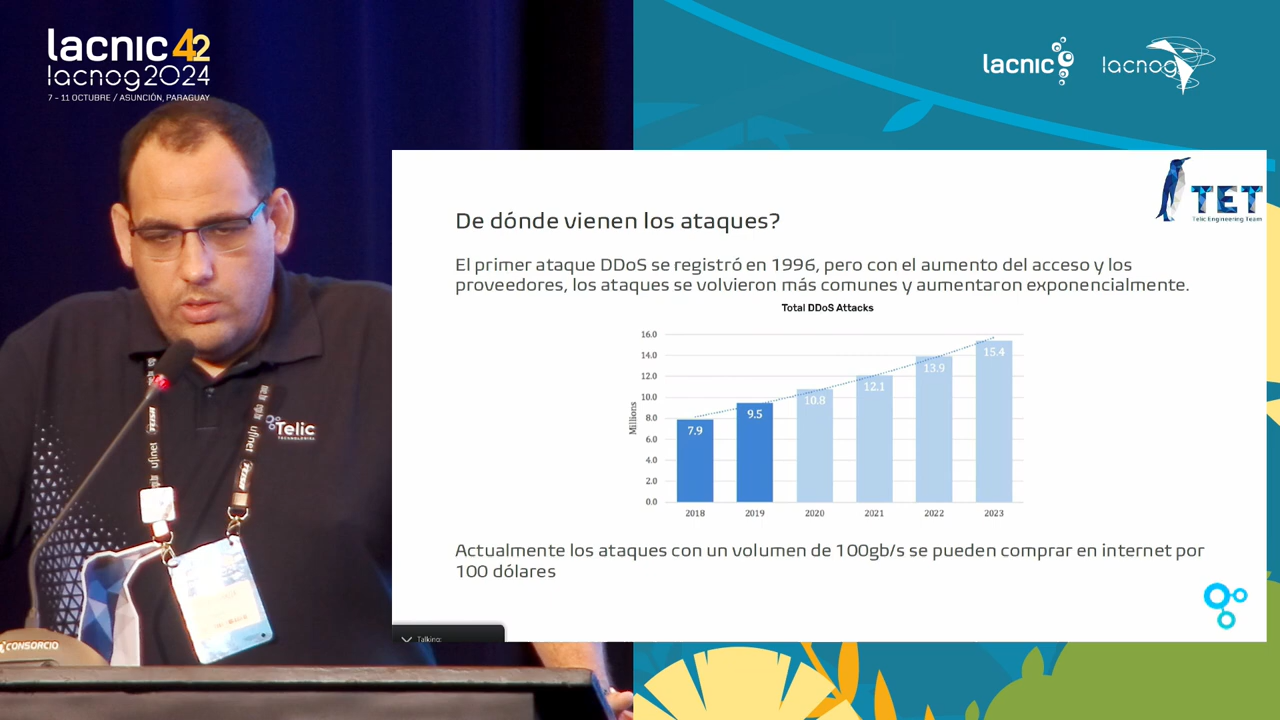 lacnic 42
lacnog2024
7 - 11 OCTUBRE / ASUNCIÓN, PARAGUAY
lacnic
lacnog
TET
Telic Engineering Team
De dónde vienen los ataques?
El primer ataque DDoS se registró en 1996, pero con el aumento del acceso y los
proveedores, los ataques se volvieron más comunes y aumentaron exponencialmente.
Total DDoS Attacks
Millions
16.0
14.0
12.0
10.0
8.0
6.0
4.0
2.0
0.0
7.9
9.5
10.8
12.1
13.9
15.4
2018
2019
2020
2021
2022
2023
Actualmente los ataques con un volumen de 100gb/s se pueden comprar en internet por
100 dólares
Talking:
Telic
TECHNOLOGIES
ufinet
ufinet
CONSORCIO